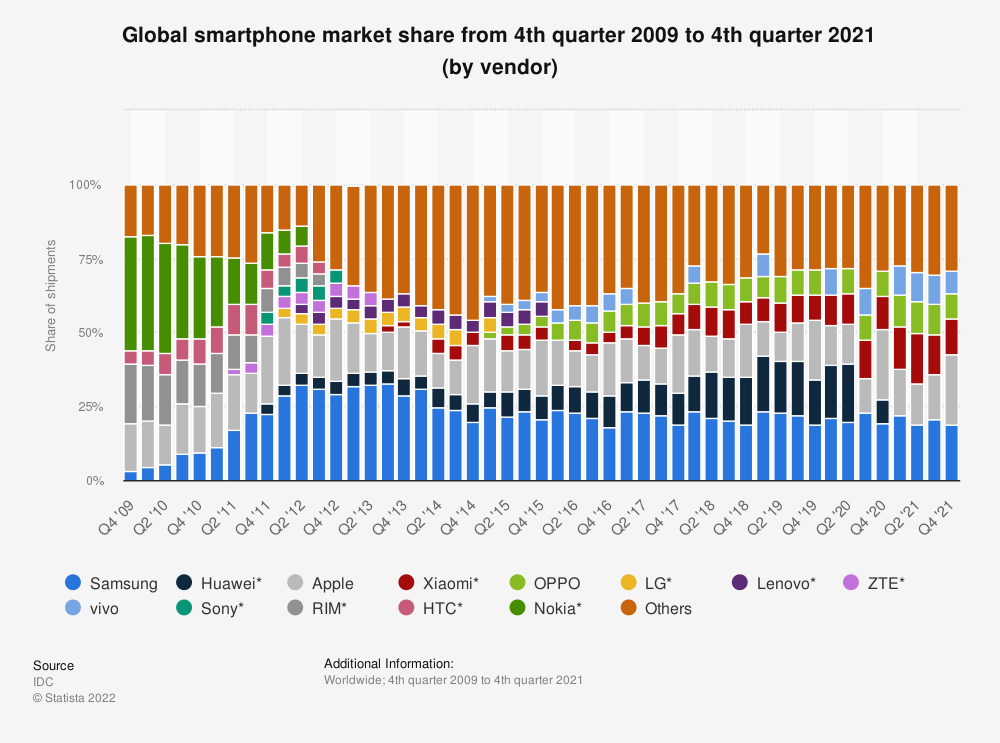 Global smartphone market share from 4th quarter 2009 to 4th quarter 2021
(by vendor)
Share of shipments
100%
75%
50%
25%
0%
Q4 '09
Q2 '10
Q4 '10
Q2 '11
Q4 '11
Q2 '12
Q4 '12
Q2 '13
Q4 '13
Q2 '14
Q4 '14
Q2 '15
Q4 '15
Q2 '16
Q4 '16
Q2 '17
Q4 '17
Q2 '18
Q4 '18
Q2 '19
Q4 '19
Q2 '20
Q4 '20
Q2 '21
Q4 '21
Samsung Huawei* Apple Xiaomi* OPPO LG* Lenovo* ZTE*
vivo Sony* RIM* HTC* Nokia* Others
Source
IDC
© Statista 2022
Additional Information:
Worldwide; 4th quarter 2009 to 4th quarter 2021